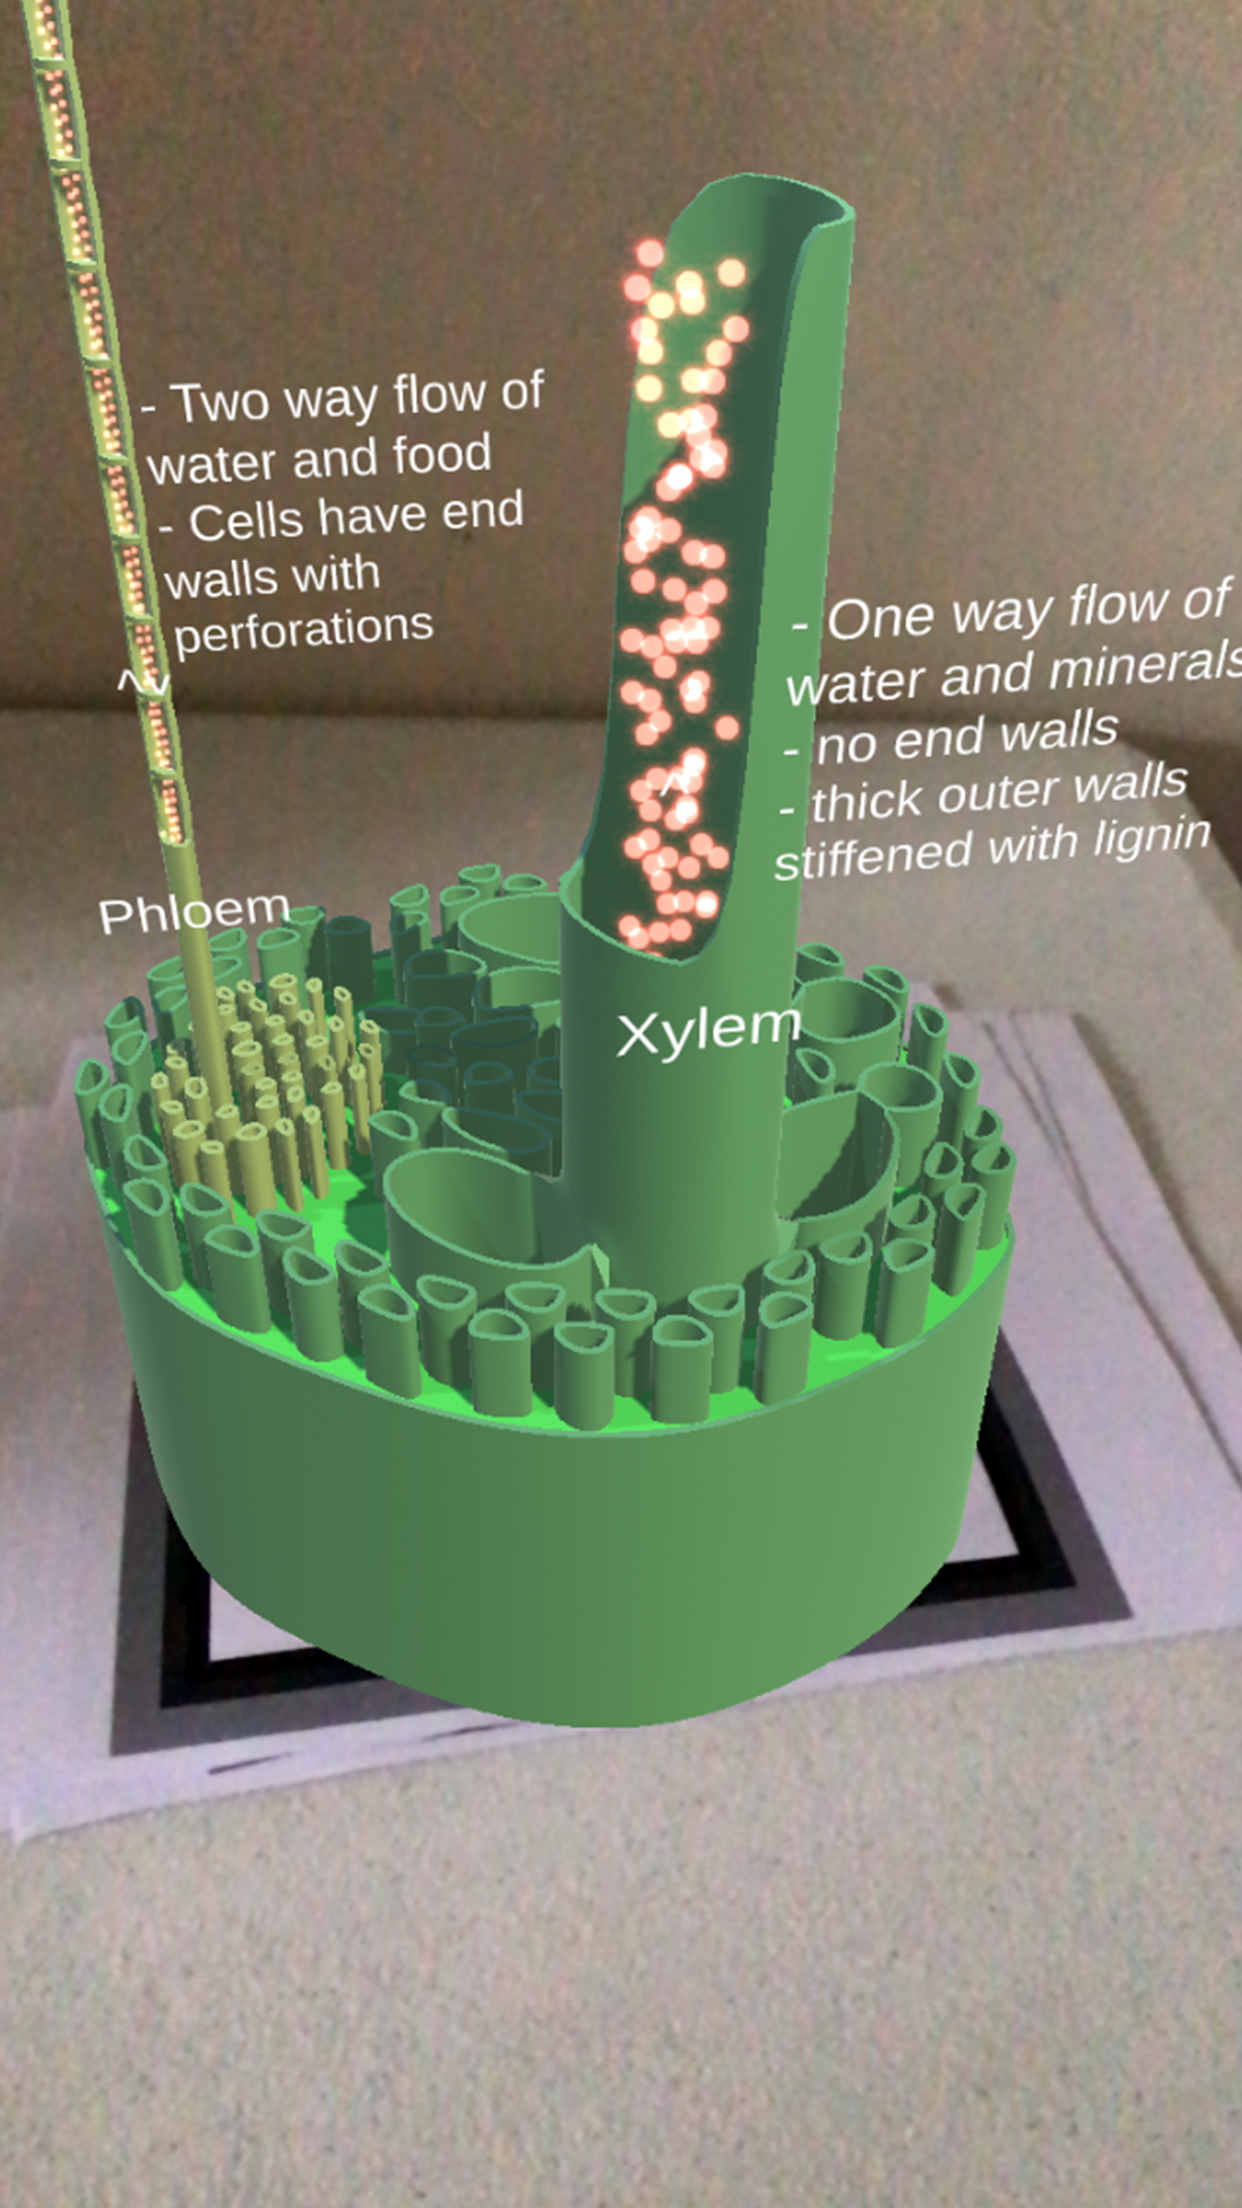 - Two way flow of
water and food
- Cells have end
walls with
perforations
Phloem
- One way flow of
water and minerals
- no end walls
- thick outer walls
stiffened with lignin
Xylem